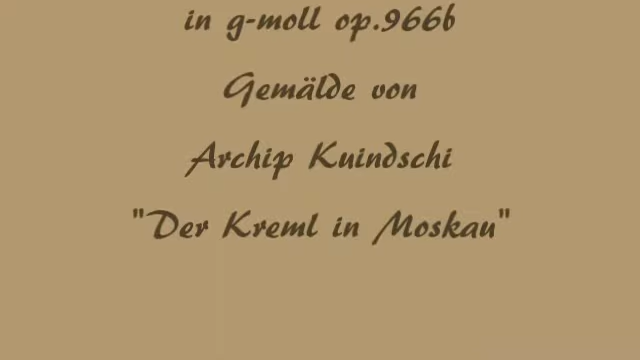 in g-moll op.966b
Gemälde von
Archip Kuindschi
"Der Kreml in Moskau"